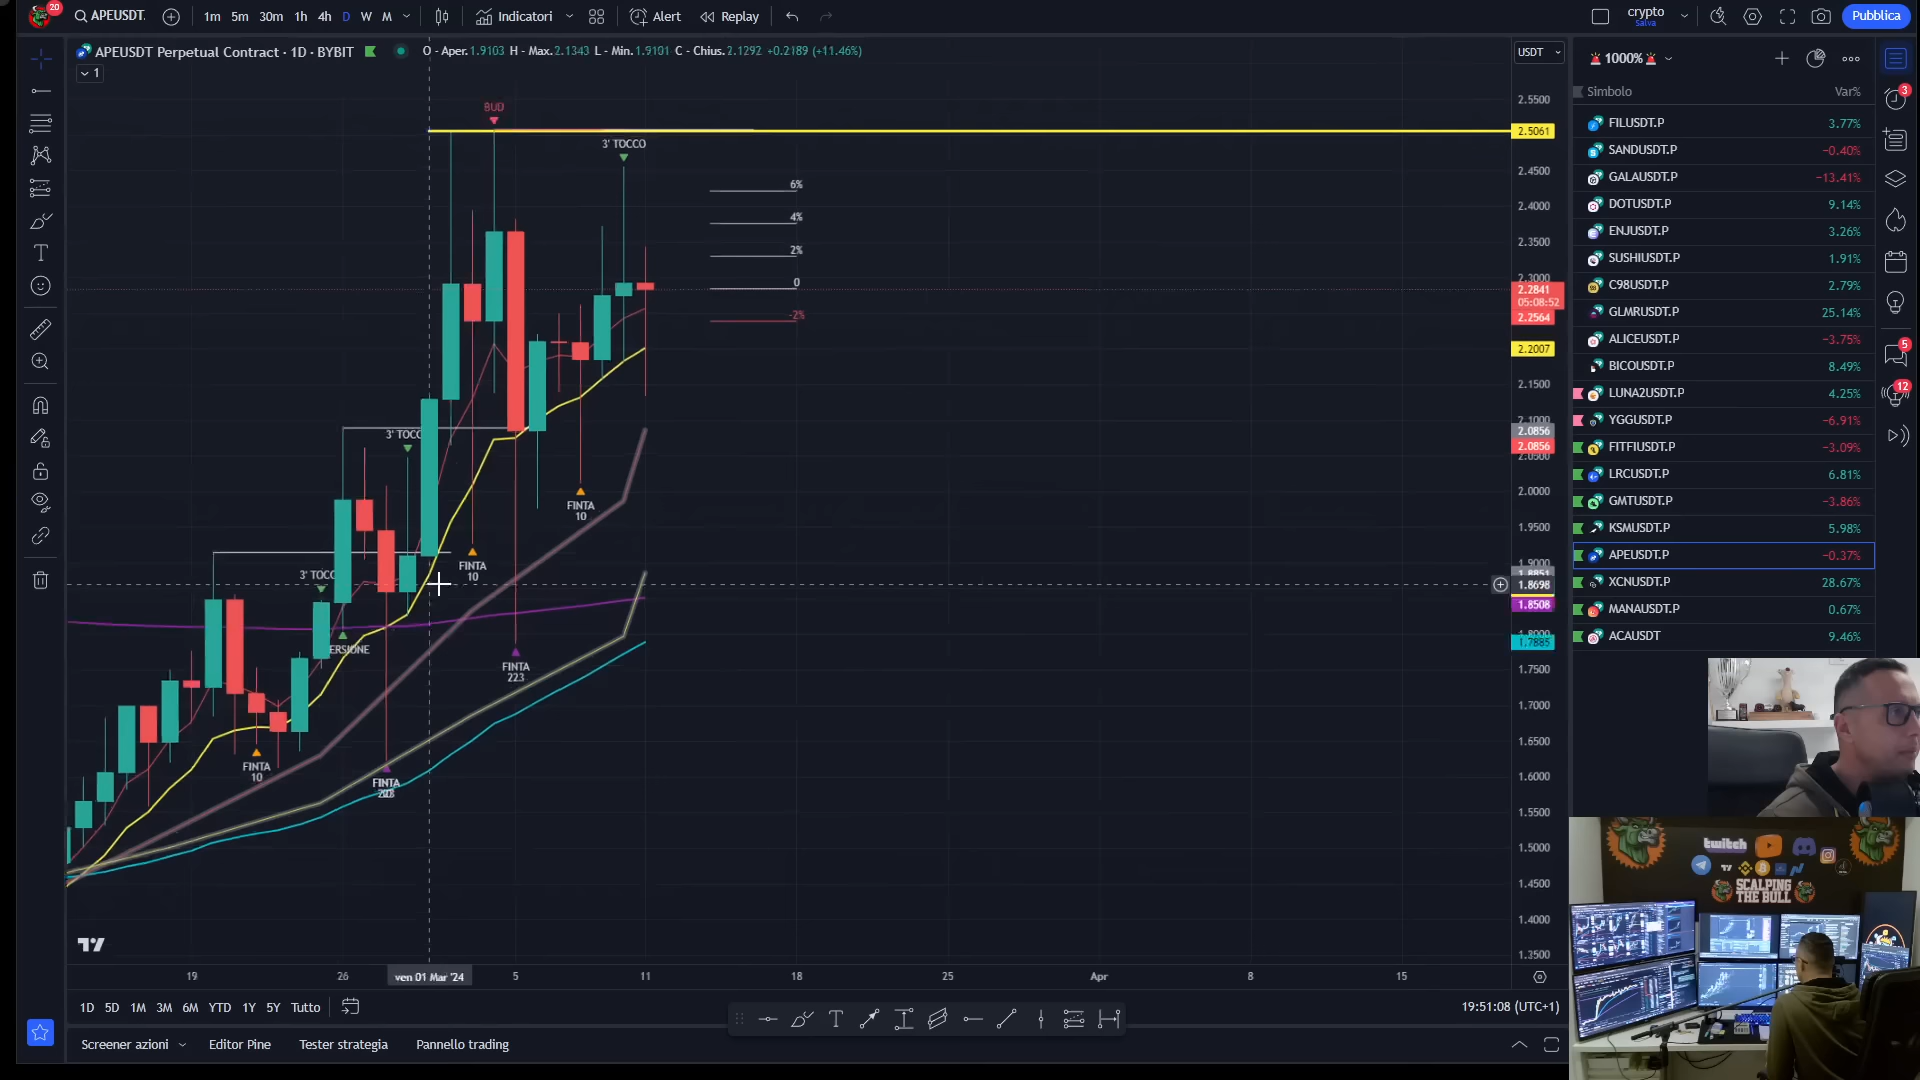 20
APEUSDT.
1m 5m 30m 1h 4h D W M
Indicatori
Alert
Replay
crypto
Salva
Pubblica
APEUSDT Perpetual Contract · 1D · BYBIT
O - Aper.1.9103 H - Max.2.1343 L - Min.1.9101 C - Chius.2.1292 +0.2189 (+11.46%)
1
USDT
BUD
3' TOCCO
6%
4%
2%
0
-2%
3' TOCC
FINTA
10
FINTA
10
3' TOCC
ERSIONE
FINTA
223
FINTA
10
FINTA
2.5500
2.5061
2.4500
2.4000
2.3500
2.3000
2.2841
05:08:52
2.2564
2.2007
2.1500
2.1000
2.0856
2.0856
2.0500
2.0000
1.9500
1.9000
1.8851
1.8698
1.8508
1.8000
1.7885
1.7500
1.7000
1.6500
1.6000
1.5500
1.5000
1.4500
1.4000
1.3500
19
26
ven 01 Mar '24
5
11
18
25
Apr
8
15
1D 5D 1M 3M 6M YTD 1Y 5Y Tutto
19:51:08 (UTC+1)
Screener azioni
Editor Pine
Tester strategia
Pannello trading
1000%
Simbolo Var%
FILUSDT.P 3.77%
SANDUSDT.P −0.40%
GALAUSDT.P −13.41%
DOTUSDT.P 9.14%
ENJUSDT.P 3.26%
SUSHIUSDT.P 1.91%
C98USDT.P 2.79%
GLMRUSDT.P 25.14%
ALICEUSDT.P −3.75%
BICOUSDT.P 8.49%
LUNA2USDT.P 4.25%
YGGUSDT.P −6.91%
FITFIUSDT.P −3.09%
LRCUSDT.P 6.81%
GMTUSDT.P −3.86%
KSMUSDT.P 5.98%
APEUSDT.P −0.37%
XCNUSDT.P 28.67%
MANAUSDT.P 0.67%
ACAUSDT 9.46%
3
5
12
twitch
SCALPING
THE BULL